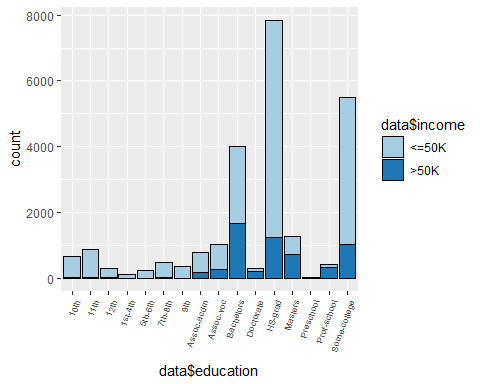 8000
6000
4000
2000
0
count
10th
11th
12th
1st-4th
5th-6th
7th-8th
9th
Assoc-acdm
Assoc-voc
Bachelors
Doctorate
HS-grad
Masters
Preschool
Prof-school
Some-college
data$education
data$income
<=50K
>50K